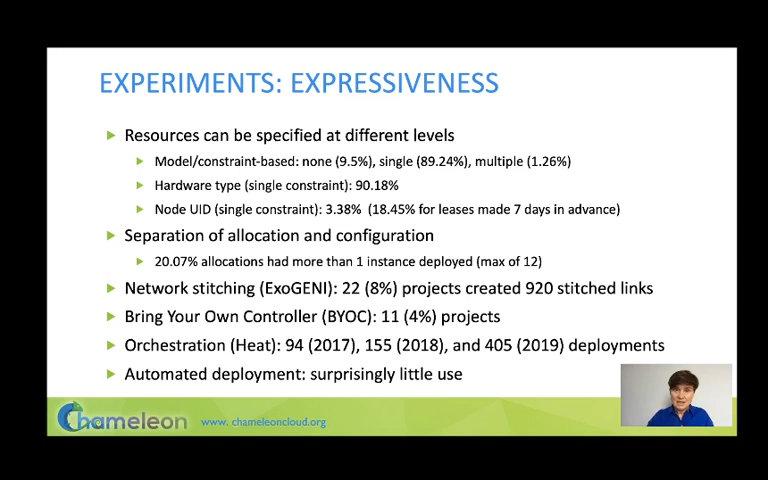 EXPERIMENTS: EXPRESSIVENESS
Resources can be specified at different levels
Model/constraint-based: none (9.5%), single (89.24%), multiple (1.26%)
Hardware type (single constraint): 90.18%
Node UID (single constraint): 3.38% (18.45% for leases made 7 days in advance)
Separation of allocation and configuration
20.07% allocations had more than 1 instance deployed (max of 12)
Network stitching (ExoGENI): 22 (8%) projects created 920 stitched links
Bring Your Own Controller (BYOC): 11 (4%) projects
Orchestration (Heat): 94 (2017), 155 (2018), and 405 (2019) deployments
Automated deployment: surprisingly little use
Chameleon www. chameleoncloud.org